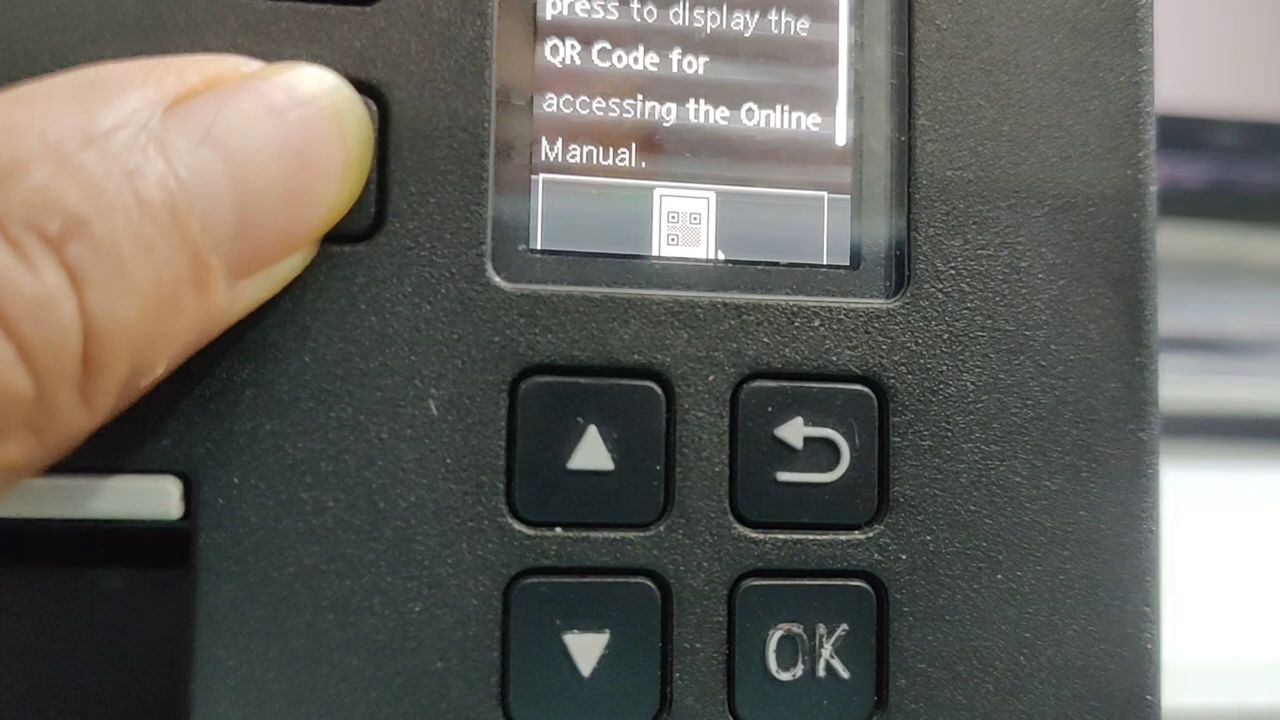 press to display the
QR Code for
accessing the Online
Manual.
OK